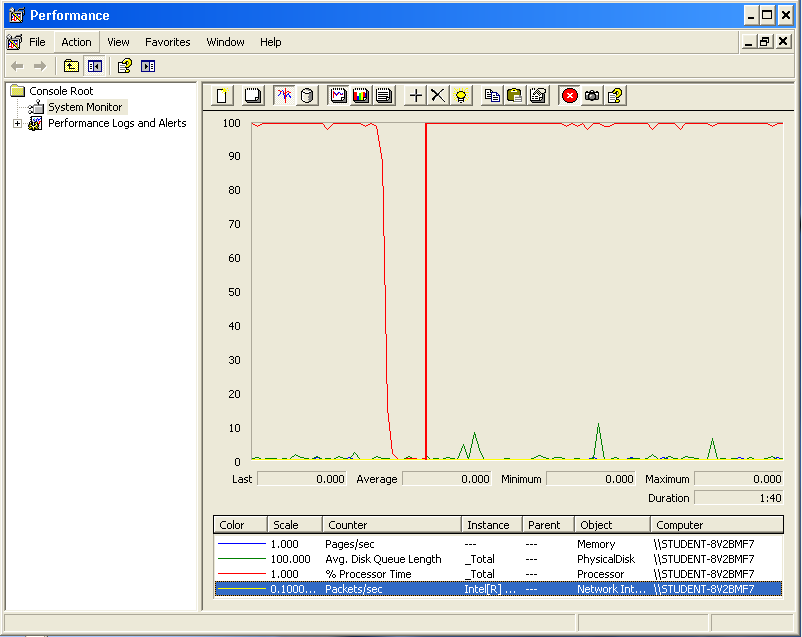 Performance
File Action View Favorites Window Help
Console Root
System Monitor
Performance Logs and Alerts
100
90
80
70
60
50
40
30
20
10
0
Last 0.000 Average 0.000 Minimum 0.000 Maximum 0.000
Duration 1:40
Color Scale Counter Instance Parent Object Computer
1.000 Pages/sec --- --- Memory \\STUDENT-8V2BMF7
100.000 Avg. Disk Queue Length _Total --- PhysicalDisk \\STUDENT-8V2BMF7
1.000 % Processor Time _Total --- Processor \\STUDENT-8V2BMF7
0.1000... Packets/sec Intel[R] ... --- Network Int... \\STUDENT-8V2BMF7